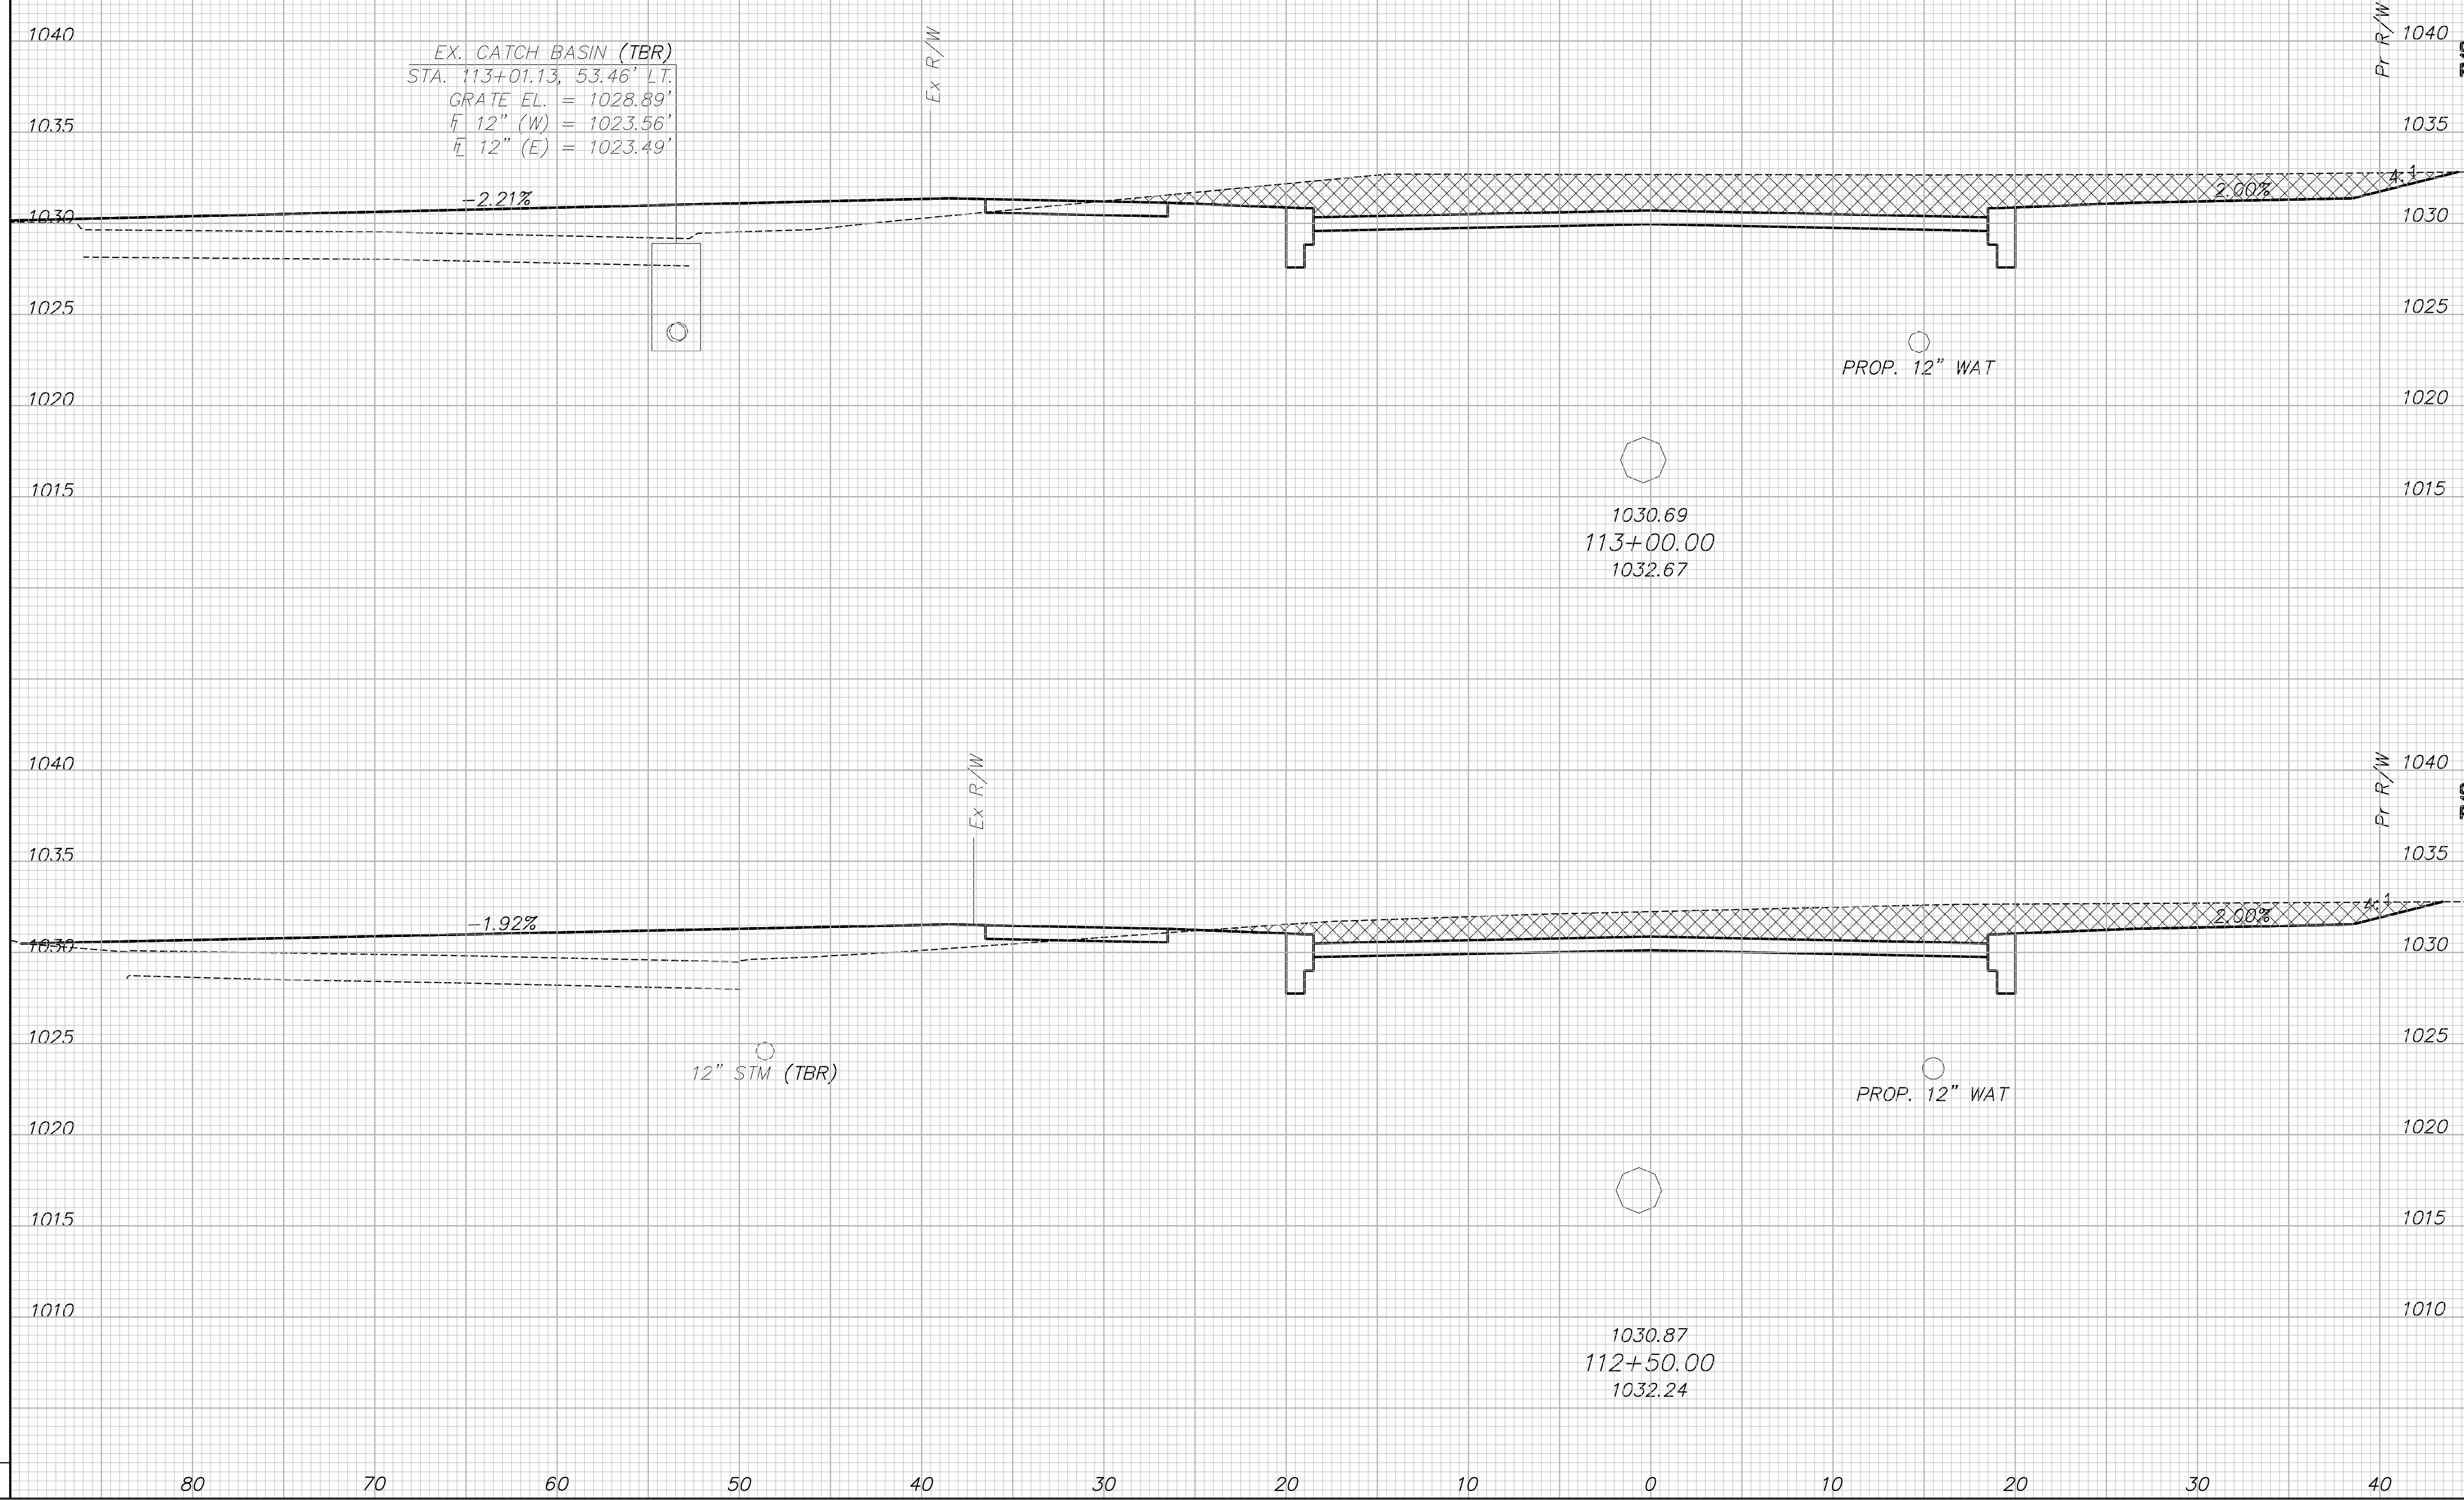 1040
Ex R/W
Pr R/W
1040
EX. CATCH BASIN (TBR)
STA. 113+01.13, 53.46' LT.
GRATE EL. = 1028.89'
12" (W) = 1023.56'
12" (E) = 1023.49'
1035
1035
4:1
-2.21%
2.00%
1030
1030
1025
1025
PROP. 12" WAT
1020
1020
1015
1015
1030.69
113+00.00
1032.67
1040
Ex R/W
Pr R/W
1040
1035
1035
4:1
-1.92%
2.00%
1030
1030
1025
1025
12" STM (TBR)
PROP. 12" WAT
1020
1020
1015
1015
1010
1010
1030.87
112+50.00
1032.24
80 70 60 50 40 30 20 10 0 10 20 30 40